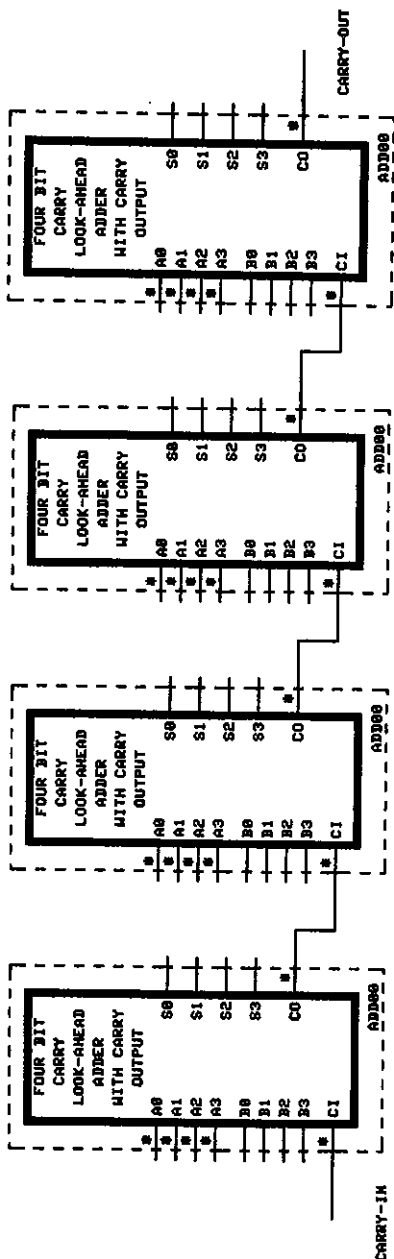 CARRY-IN
FOUR BIT
CARRY
LOOK-AHEAD
ADDER
WITH CARRY
OUTPUT
* A0
* A1
* A2
* A3
B0
B1
B2
B3
* CI
S0
S1
S2
S3
CO *
ADD00
FOUR BIT
CARRY
LOOK-AHEAD
ADDER
WITH CARRY
OUTPUT
* A0
* A1
* A2
* A3
B0
B1
B2
B3
* CI
S0
S1
S2
S3
CO *
ADD00
FOUR BIT
CARRY
LOOK-AHEAD
ADDER
WITH CARRY
OUTPUT
* A0
* A1
* A2
* A3
B0
B1
B2
B3
* CI
S0
S1
S2
S3
CO *
ADD00
FOUR BIT
CARRY
LOOK-AHEAD
ADDER
WITH CARRY
OUTPUT
* A0
* A1
* A2
* A3
B0
B1
B2
B3
* CI
S0
S1
S2
S3
CO *
ADD00
CARRY-OUT